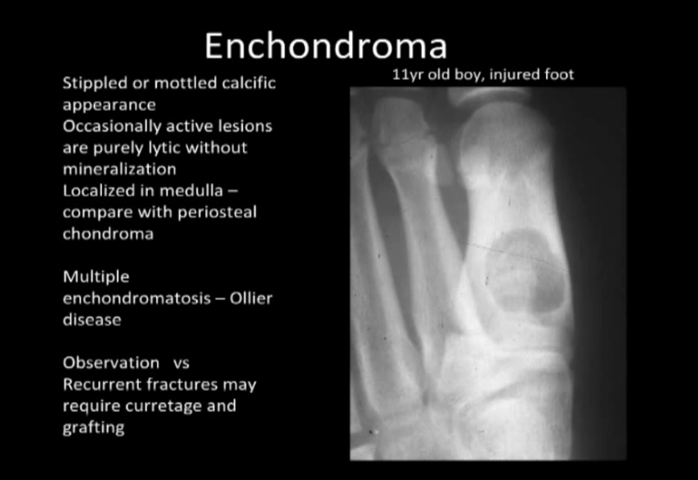 Enchondroma
11yr old boy, injured foot
Stippled or mottled calcific
appearance
Occasionally active lesions
are purely lytic without
mineralization
Localized in medulla –
compare with periosteal
chondroma
Multiple
enchondromatosis – Ollier
disease
Observation vs
Recurrent fractures may
require curretage and
grafting